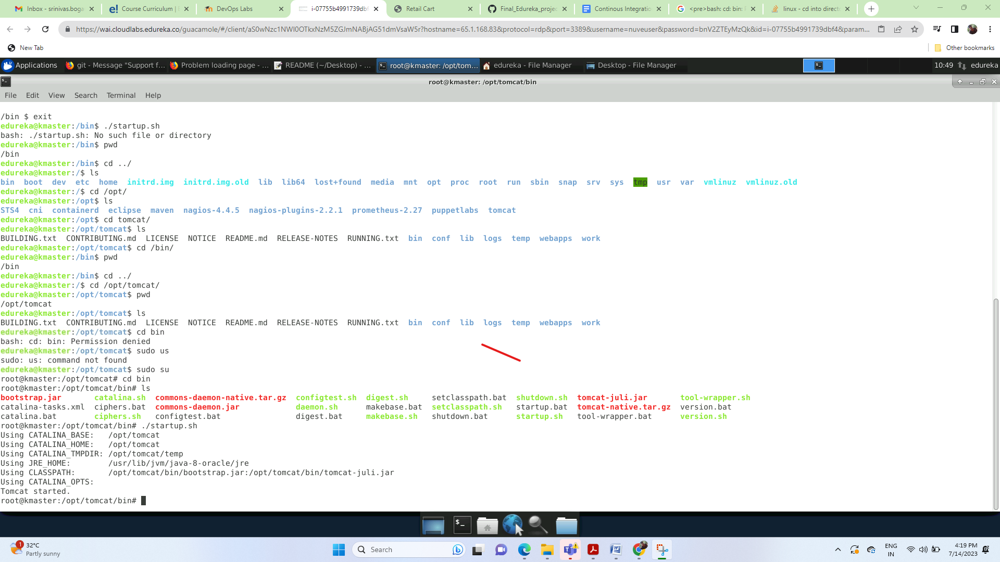 Inbox - srinivas.boga
Course Curriculum | E
DevOps Labs
i-07755b4991739dbf
Retail Cart
Final_Edureka_projec
Continous Integratio
<pre>bash: cd: bin: P
linux - cd into direct
https://wai.cloudlabs.edureka.co/guacamole/#/client/aS0wNzc1NWI0OTkxNzM5ZGJmNABjAG51dmVsaW5r?hostname=65.1.168.83&protocol=rdp&port=3389&username=nuveuser&password=bnV2ZTEyMzQk&id=i-07755b4991739dbf4&param...
New Tab
Other bookmarks
Applications
git - Message "Support f...
Problem loading page - ...
README (~/Desktop) - ...
root@kmaster: /opt/tom...
edureka - File Manager
Desktop - File Manager
10:49
edureka
root@kmaster: /opt/tomcat/bin
File Edit View Search Terminal Help
/bin $ exit
edureka@kmaster:/bin$ ./startup.sh
bash: ./startup.sh: No such file or directory
edureka@kmaster:/bin$ pwd
/bin
edureka@kmaster:/bin$ cd ../
edureka@kmaster:/$ ls
bin boot dev etc home initrd.img initrd.img.old lib lib64 lost+found media mnt opt proc root run sbin snap srv sys tmp usr var vmlinuz vmlinuz.old
edureka@kmaster:/$ cd /opt/
edureka@kmaster:/opt$ ls
STS4 cni containerd eclipse maven nagios-4.4.5 nagios-plugins-2.2.1 prometheus-2.27 puppetlabs tomcat
edureka@kmaster:/opt$ cd tomcat/
edureka@kmaster:/opt/tomcat$ ls
BUILDING.txt CONTRIBUTING.md LICENSE NOTICE README.md RELEASE-NOTES RUNNING.txt bin conf lib logs temp webapps work
edureka@kmaster:/opt/tomcat$ cd /bin/
edureka@kmaster:/bin$ pwd
/bin
edureka@kmaster:/bin$ cd ../
edureka@kmaster:/$ cd /opt/tomcat/
edureka@kmaster:/opt/tomcat$ pwd
/opt/tomcat
edureka@kmaster:/opt/tomcat$ ls
BUILDING.txt CONTRIBUTING.md LICENSE NOTICE README.md RELEASE-NOTES RUNNING.txt bin conf lib logs temp webapps work
edureka@kmaster:/opt/tomcat$ cd bin
bash: cd: bin: Permission denied
edureka@kmaster:/opt/tomcat$ sudo us
sudo: us: command not found
edureka@kmaster:/opt/tomcat$ sudo su
root@kmaster:/opt/tomcat# cd bin
root@kmaster:/opt/tomcat/bin# ls
bootstrap.jar catalina.sh commons-daemon-native.tar.gz configtest.sh digest.sh setclasspath.bat shutdown.sh tomcat-juli.jar tool-wrapper.sh
catalina-tasks.xml ciphers.bat commons-daemon.jar daemon.sh makebase.bat setclasspath.sh startup.bat tomcat-native.tar.gz version.bat
catalina.bat ciphers.sh configtest.bat digest.bat makebase.sh shutdown.bat startup.sh tool-wrapper.bat version.sh
root@kmaster:/opt/tomcat/bin# ./startup.sh
Using CATALINA_BASE: /opt/tomcat
Using CATALINA_HOME: /opt/tomcat
Using CATALINA_TMPDIR: /opt/tomcat/temp
Using JRE_HOME: /usr/lib/jvm/java-8-oracle/jre
Using CLASSPATH: /opt/tomcat/bin/bootstrap.jar:/opt/tomcat/bin/tomcat-juli.jar
Using CATALINA_OPTS:
Tomcat started.
root@kmaster:/opt/tomcat/bin#
1
32°C
Partly sunny
Search
ENG
IN
4:19 PM
7/14/2023